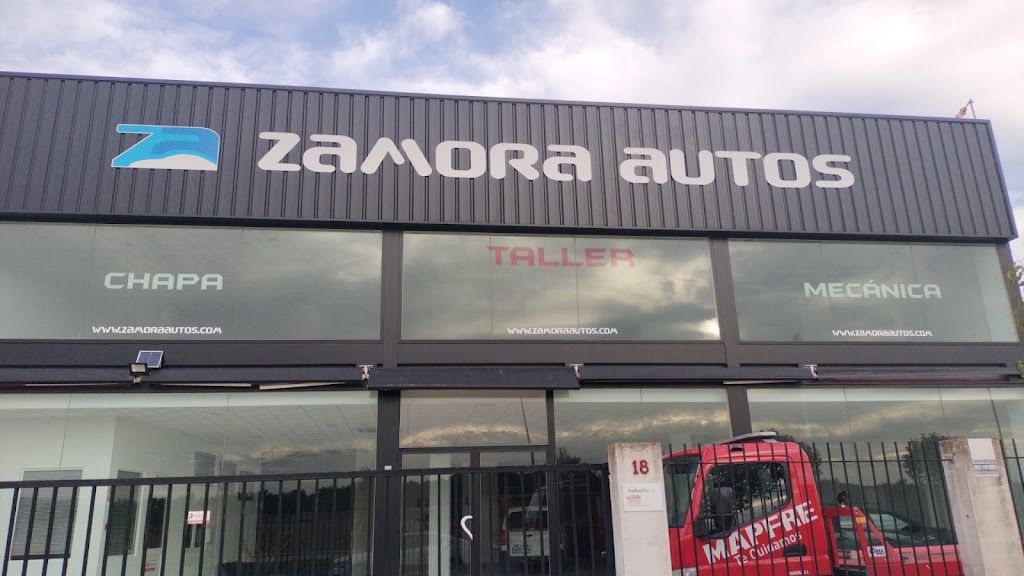 ZAMORA AUTOS
TALLER
CHAPA
MECÁNICA
WWW.ZAMORAAUTOS.COM
WWW.ZAMORAAUTOS.COM
WWW.ZAMORAAUTOS.COM
18
MAPFRE
te Cuidamos